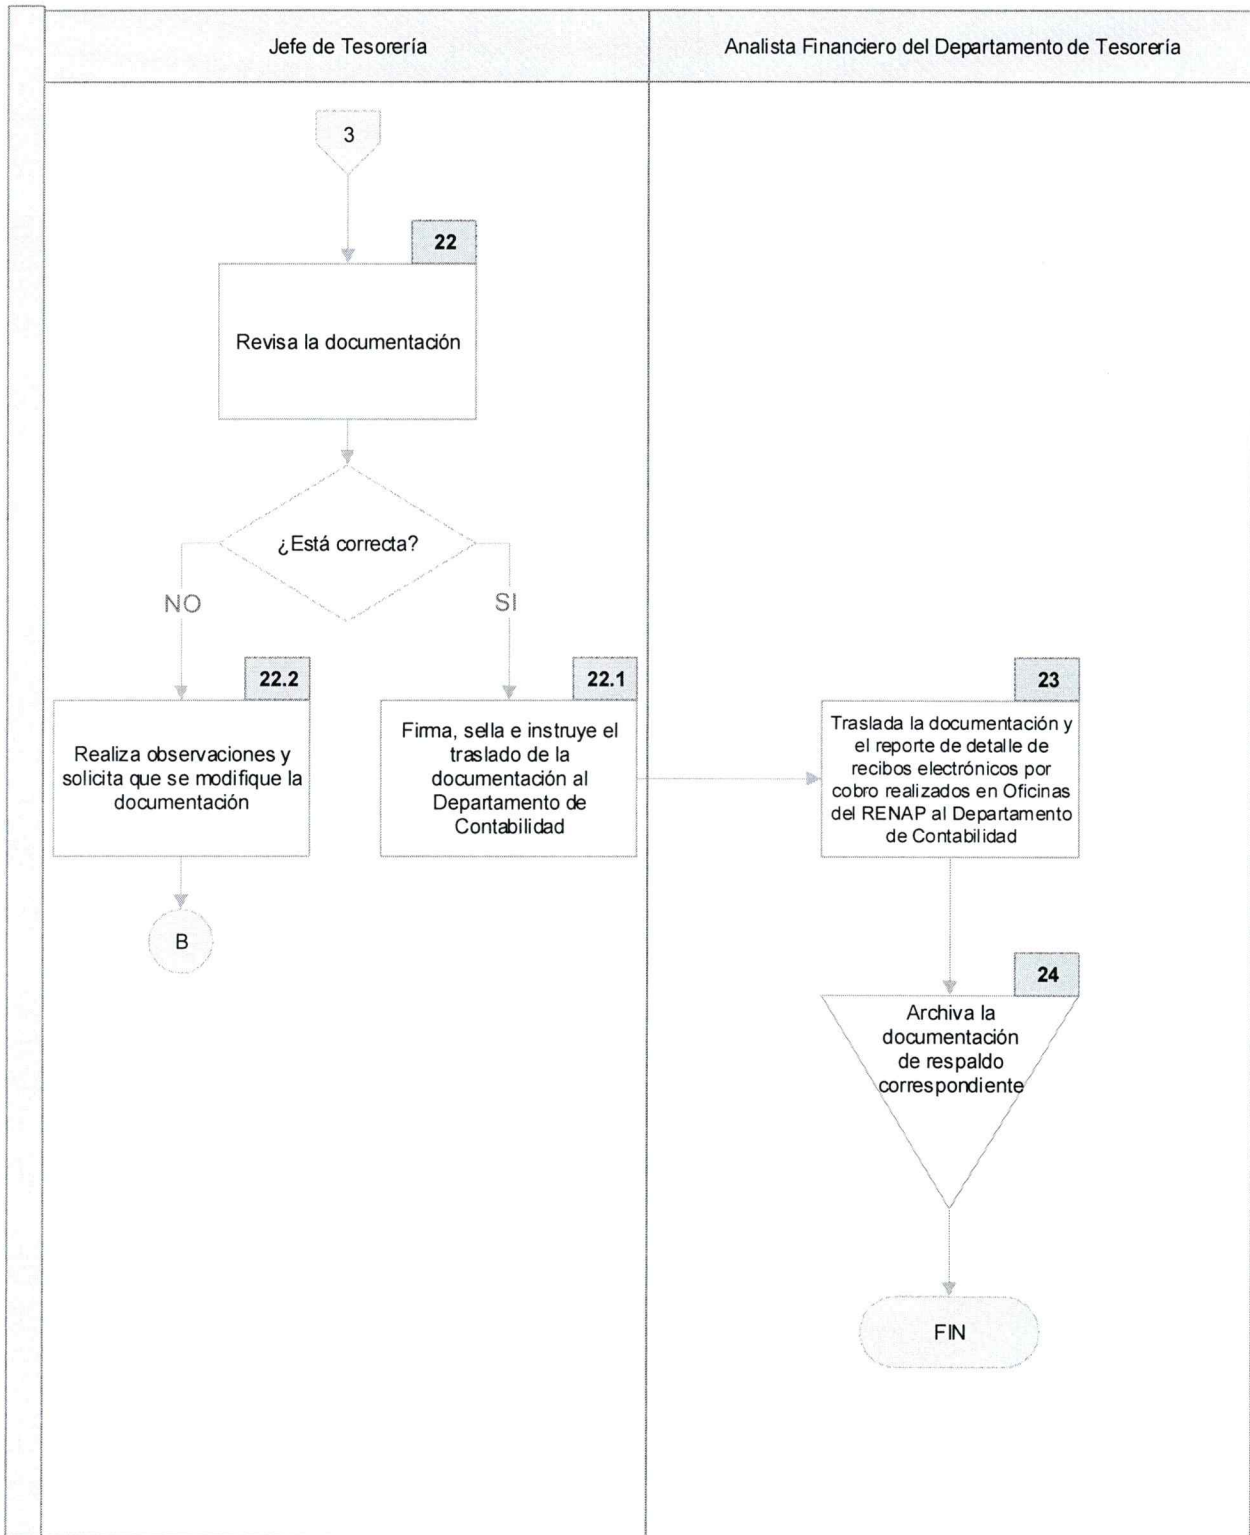 Jefe de Tesorería
Analista Financiero del Departamento de Tesorería
3
22
Revisa la documentación
¿Está correcta?
NO
SI
22.2
Realiza observaciones y
solicita que se modifique la
documentación
B
22.1
Firma, sella e instruye el
traslado de la
documentación al
Departamento de
Contabilidad
23
Traslada la documentación y
el reporte de detalle de
recibos electrónicos por
cobro realizados en Oficinas
del RENAP al Departamento
de Contabilidad
24
Archiva la
documentación
de respaldo
correspondiente
FIN